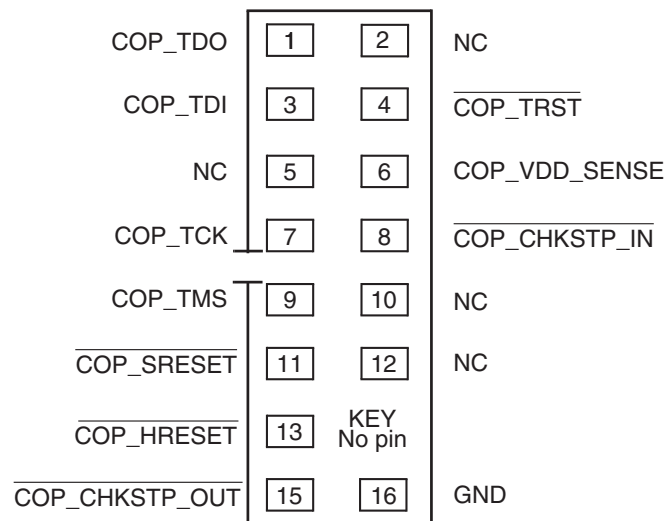 COP_TDO 1 2 NC
COP_TDI 3 4 COP_TRST
NC 5 6 COP_VDD_SENSE
COP_TCK 7 8 COP_CHKSTP_IN
COP_TMS 9 10 NC
COP_SRESET 11 12 NC
COP_HRESET 13 KEY
No pin
COP_CHKSTP_OUT 15 16 GND